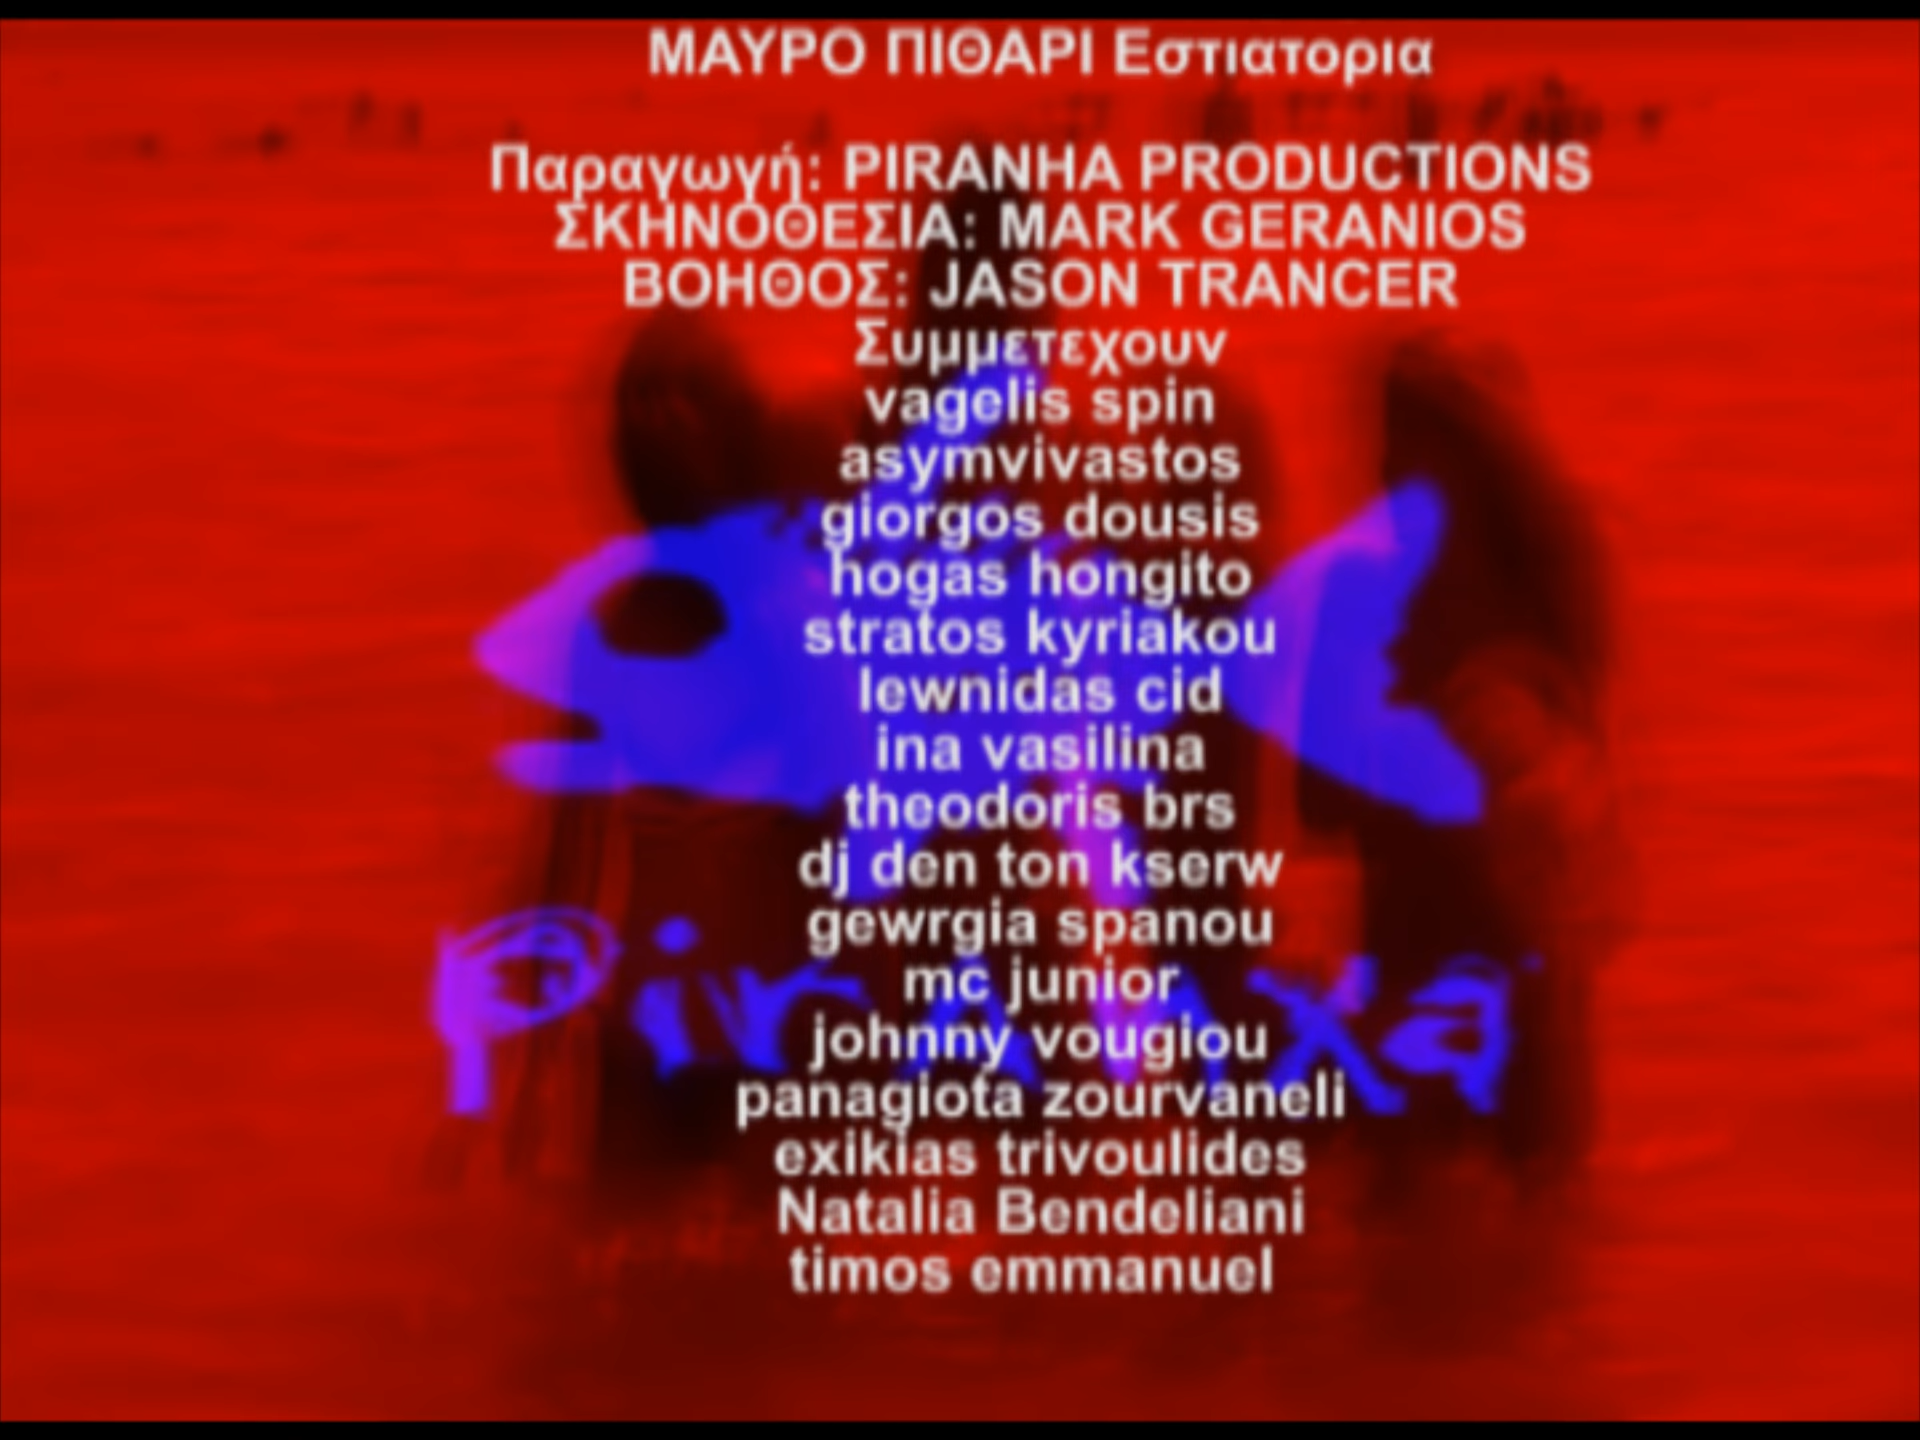 ΜΑΥΡΟ ΠΙΘΑΡΙ Εστιατορια
Παραγωγή: PIRANHA PRODUCTIONS
ΣΚΗΝΟΘΕΣΙΑ: MARK GERANIOS
ΒΟΗΘΟΣ: JASON TRANCER
Συμμετεχουν
vagelis spin
asymvivastos
giorgos dousis
hogas hongito
stratos kyriakou
lewnidas cid
ina vasilina
theodoris brs
dj den ton kserw
gewrgia spanou
mc junior
johnny vougiou
panagiota zourvaneli
exikias trivoulides
Natalia Bendeliani
timos emmanuel